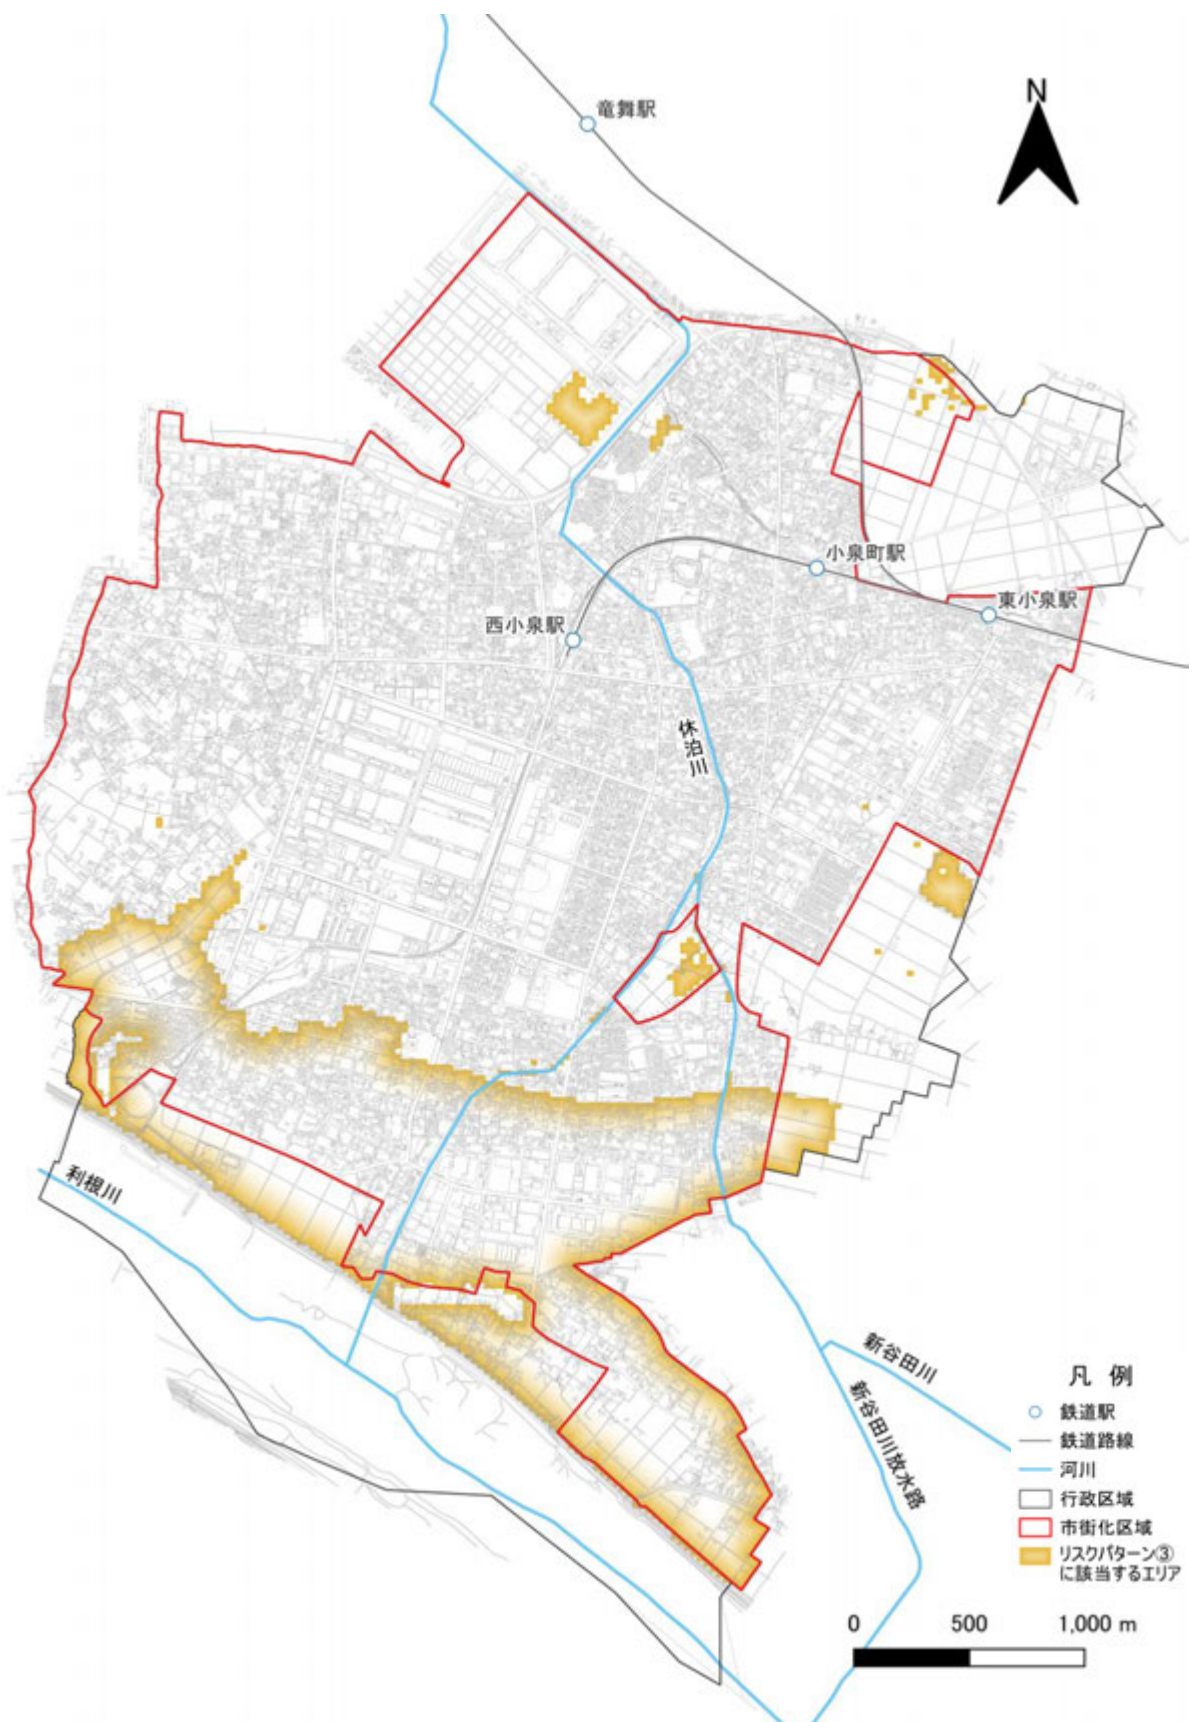 N
竜舞駅
小泉町駅
東小泉駅
西小泉駅
休泊川
利根川
新谷田川
新谷田川放水路
凡 例
鉄道駅
鉄道路線
河川
行政区域
市街化区域
リスクパターン③
に該当するエリア
0 500 1,000 m